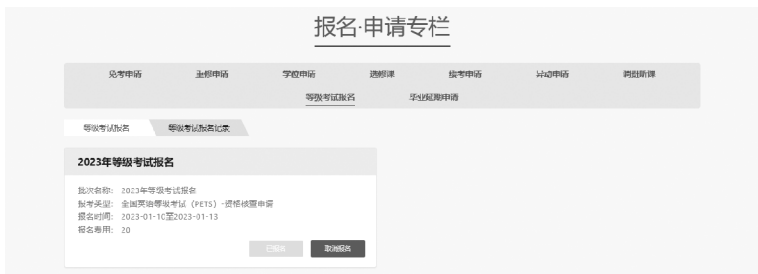 报名·申请专栏
免考申请 重修申请 学位申请 选修课 缓考申请 异动申请 跨班听课
等级考试报名 毕业延期申请
等级考试报名 等级考试报名记录
2023年等级考试报名
批次名称: 2023年等级考试报名
报考类型: 全国英语等级考试 (PETS) -资格核查申请
报名时间: 2023-01-10至2023-01-13
报名费用: 20
已报名 取消报名